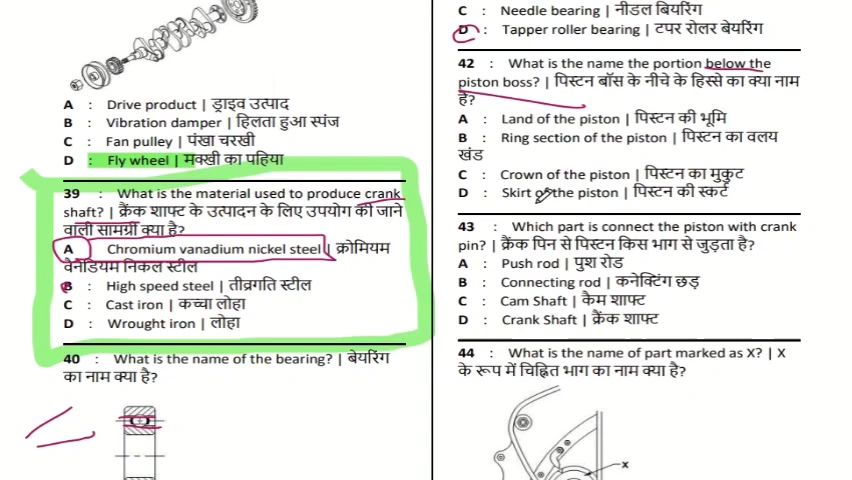 A : Drive product | ड्राइव उत्पाद
B : Vibration damper | हिलता हुआ स्पंज
C : Fan pulley | पंखा चरखी
D : Fly wheel | मक्खी का पहिया
39 : What is the material used to produce crank
shaft? | क्रैंक शाफ्ट के उत्पादन के लिए उपयोग की जाने
वाली सामग्री क्या है?
A : Chromium vanadium nickel steel | क्रोमियम
वैनेडियम निकल स्टील
B : High speed steel | तीव्रगति स्टील
C : Cast iron | कच्चा लोहा
D : Wrought iron | लोहा
40 : What is the name of the bearing? | बेयरिंग
का नाम क्या है?
C : Needle bearing | नीडल बियरिंग
D : Tapper roller bearing | टपर रोलर बेयरिंग
42 : What is the name the portion below the
piston boss? | पिस्टन बॉस के नीचे के हिस्से का क्या नाम
है?
A : Land of the piston | पिस्टन की भूमि
B : Ring section of the piston | पिस्टन का वलय
खंड
C : Crown of the piston | पिस्टन का मुकुट
D : Skirt of the piston | पिस्टन की स्कर्ट
43 : Which part is connect the piston with crank
pin? | क्रैंक पिन से पिस्टन किस भाग से जुड़ता है?
A : Push rod | पुश रोड
B : Connecting rod | कनेक्टिंग छड़
C : Cam Shaft | कैम शाफ्ट
D : Crank Shaft | क्रैंक शाफ्ट
44 : What is the name of part marked as X? | X
के रूप में चिह्नित भाग का नाम क्या है?
X